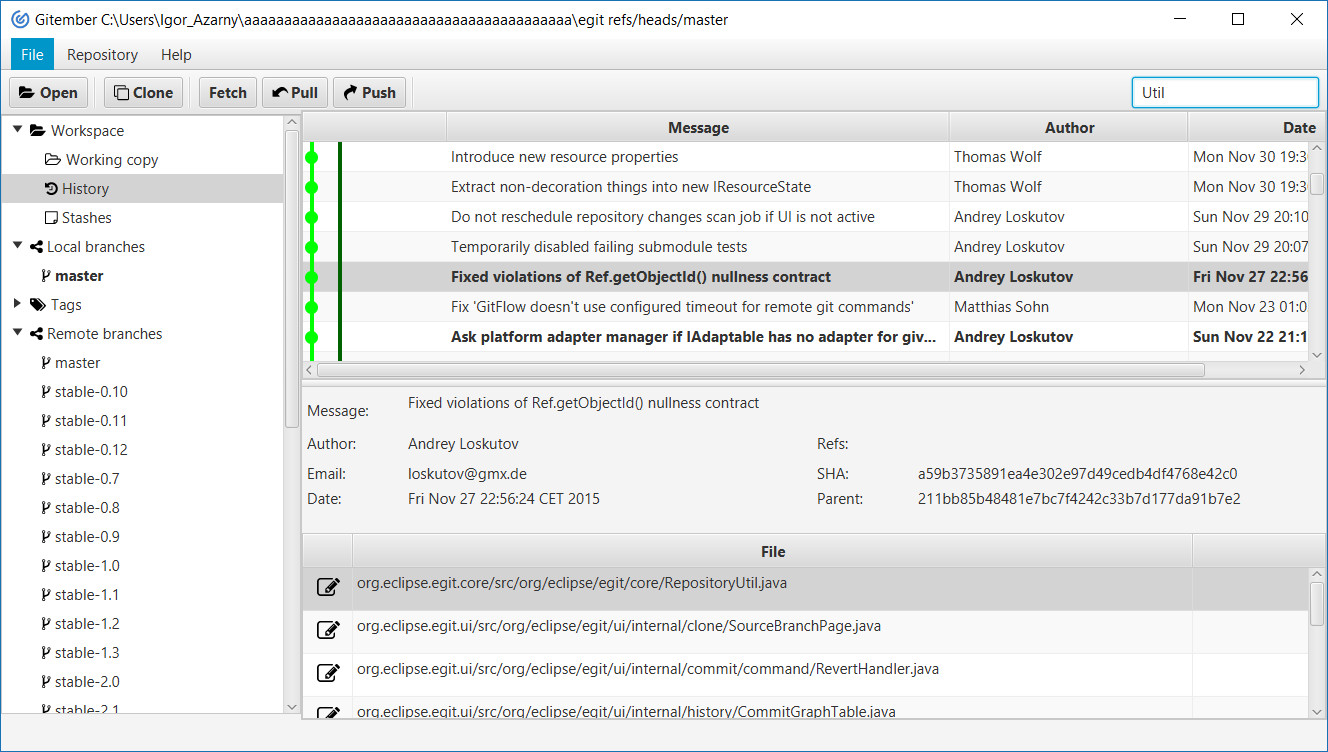 Gitember C:\Users\Igor_Azarny\aaaaaaaaaaaaaaaaaaaaaaaaaaaaaaaaaaaaaaaaa\egit refs/heads/master
File Repository Help
Open Clone Fetch Pull Push Util
Workspace
Working copy
History
Stashes
Local branches
master
Tags
Remote branches
master
stable-0.10
stable-0.11
stable-0.12
stable-0.7
stable-0.8
stable-0.9
stable-1.0
stable-1.1
stable-1.2
stable-1.3
stable-2.0
stable-2.1
Message Author Date
Introduce new resource properties Thomas Wolf Mon Nov 30 19:3
Extract non-decoration things into new IResourceState Thomas Wolf Mon Nov 30 19:3
Do not reschedule repository changes scan job if UI is not active Andrey Loskutov Sun Nov 29 20:10
Temporarily disabled failing submodule tests Andrey Loskutov Sun Nov 29 20:07
Fixed violations of Ref.getObjectId() nullness contract Andrey Loskutov Fri Nov 27 22:56
Fix 'GitFlow doesn't use configured timeout for remote git commands' Matthias Sohn Mon Nov 23 01:0
Ask platform adapter manager if IAdaptable has no adapter for giv... Andrey Loskutov Sun Nov 22 21:1
Message: Fixed violations of Ref.getObjectId() nullness contract
Author: Andrey Loskutov Refs:
Email: loskutov@gmx.de SHA: a59b3735891ea4e302e97d49cedb4df4768e42c0
Date: Fri Nov 27 22:56:24 CET 2015 Parent: 211bb85b48481e7bc7f4242c33b7d177da91b7e2
File
org.eclipse.egit.core/src/org/eclipse/egit/core/RepositoryUtil.java
org.eclipse.egit.ui/src/org/eclipse/egit/ui/internal/clone/SourceBranchPage.java
org.eclipse.egit.ui/src/org/eclipse/egit/ui/internal/commit/command/RevertHandler.java
org.eclipse.egit.ui/src/org/eclipse/egit/ui/internal/history/CommitGraphTable.java